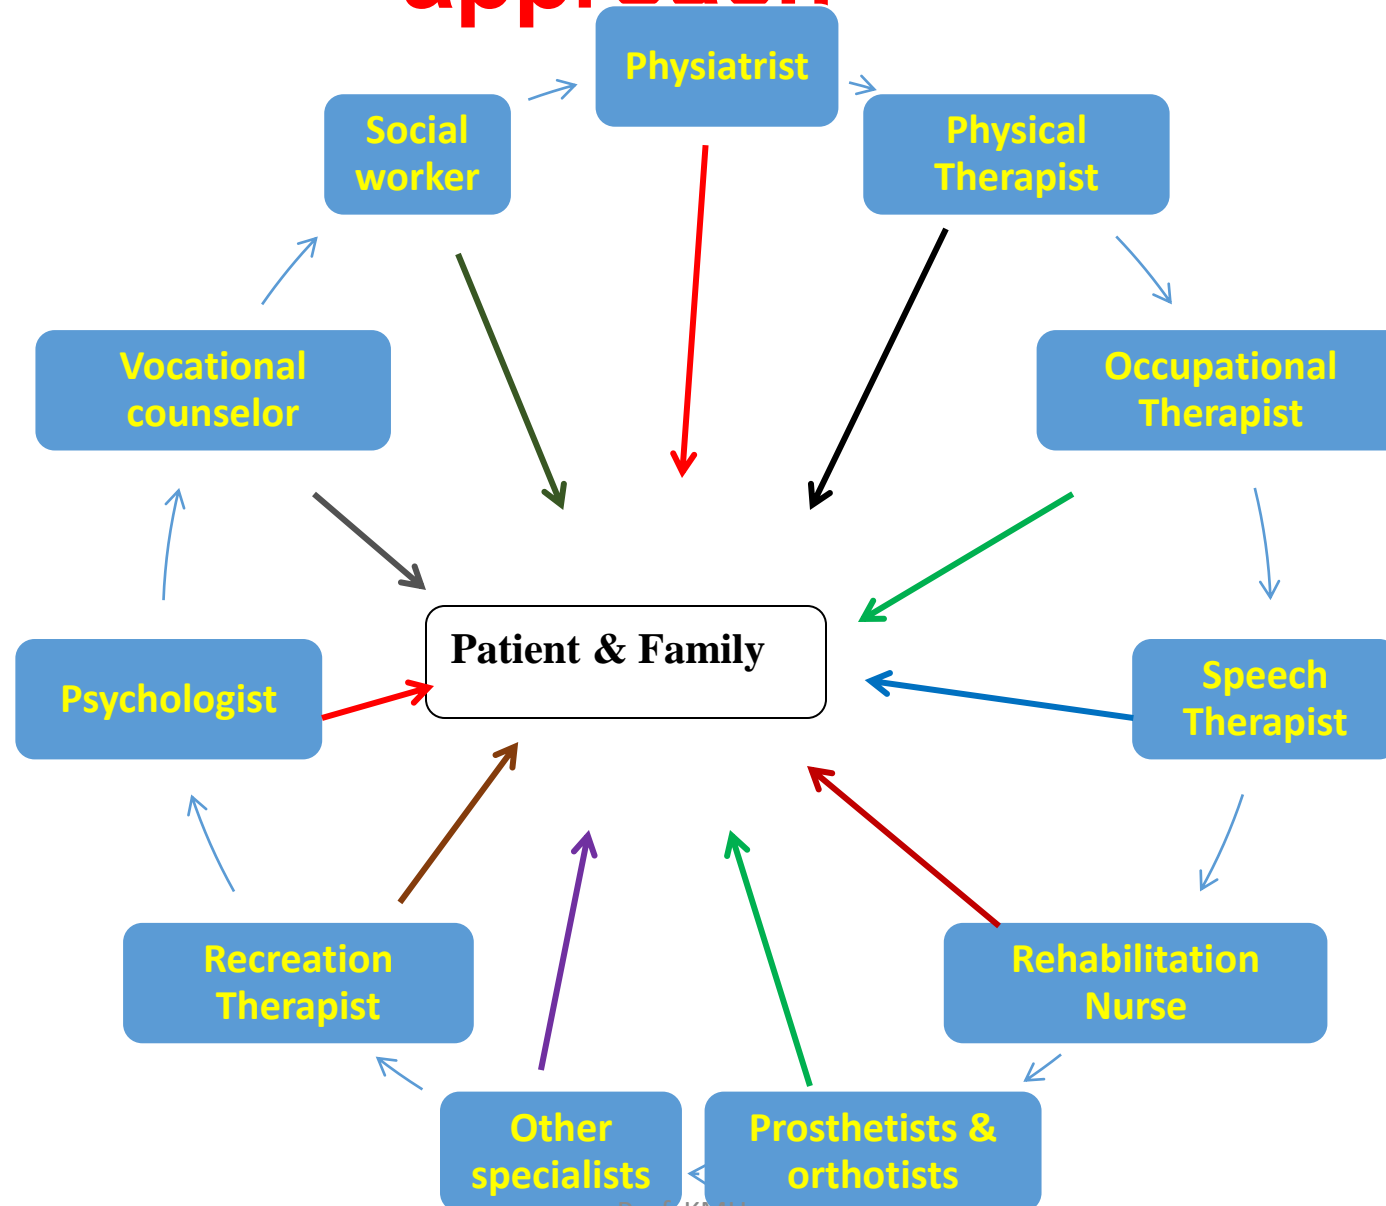 approach
Physiatrist
Physical
Therapist
Occupational
Therapist
Speech
Therapist
Rehabilitation
Nurse
Prosthetists &
orthotists
Other
specialists
Recreation
Therapist
Psychologist
Vocational
counselor
Social
worker
Patient & Family